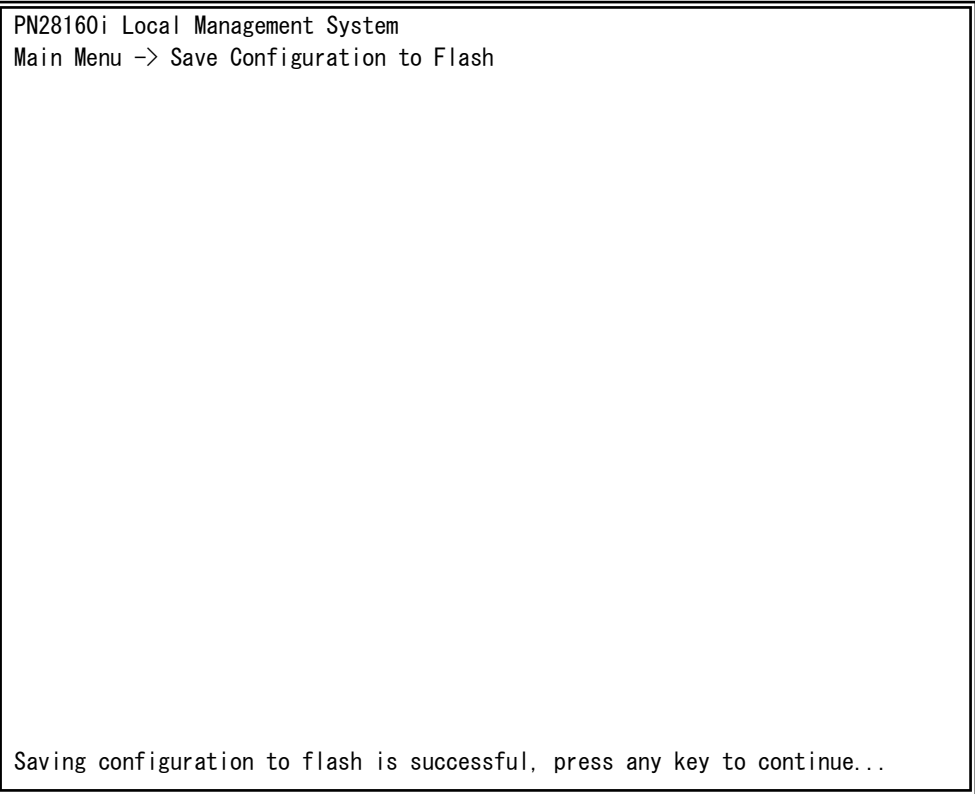 PN28160i Local Management System
Main Menu -> Save Configuration to Flash
Saving configuration to flash is successful, press any key to continue...